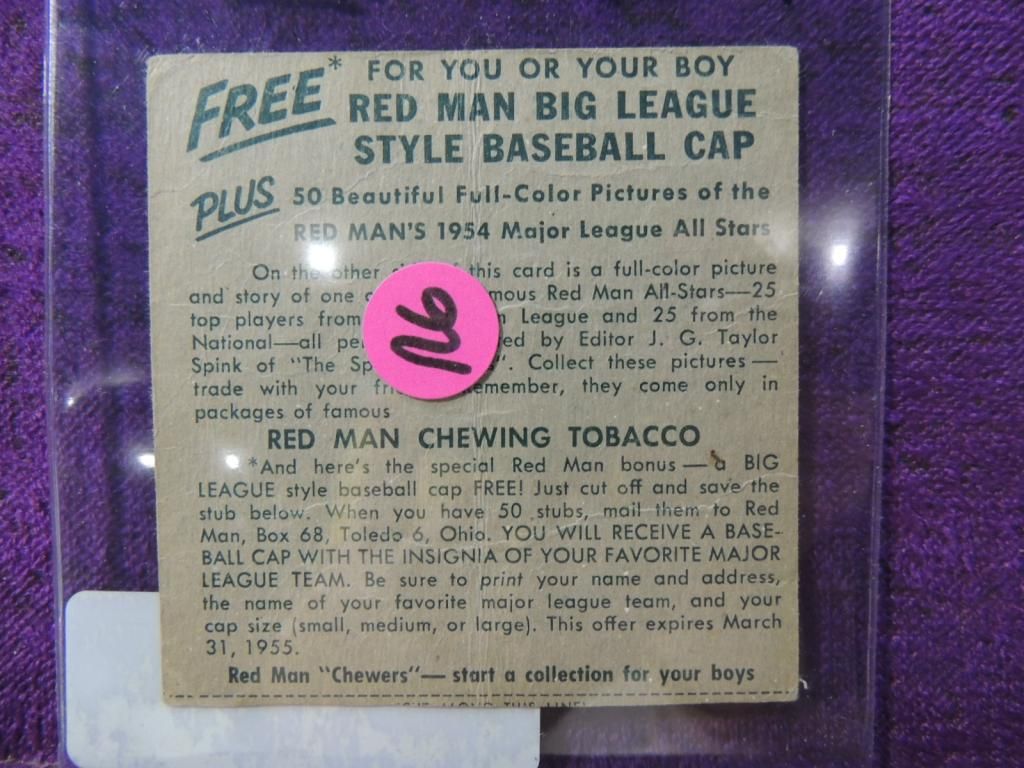 FREE* FOR YOU OR YOUR BOY
RED MAN BIG LEAGUE
STYLE BASEBALL CAP
PLUS 50 Beautiful Full-Color Pictures of the
RED MAN'S 1954 Major League All Stars
On the other this card is a full-color picture
and story of one Red Man All-Stars—25
top players from League and 25 from the
National—all by Editor J. G. Taylor
Spink of "The Collect these pictures—
trade with your they come only in
packages of famous
RED MAN CHEWING TOBACCO
*And here's the special Red Man bonus — a BIG
LEAGUE style baseball cap FREE! Just cut off and save the
stub below. When you have 50 stubs, mail them to Red
Man, Box 68, Toledo 6, Ohio. YOU WILL RECEIVE A BASE-
BALL CAP WITH THE INSIGNIA OF YOUR FAVORITE MAJOR
LEAGUE TEAM. Be sure to print your name and address,
the name of your favorite major league team, and your
cap size (small, medium, or large). This offer expires March
31, 1955.
Red Man "Chewers"— start a collection for your boys